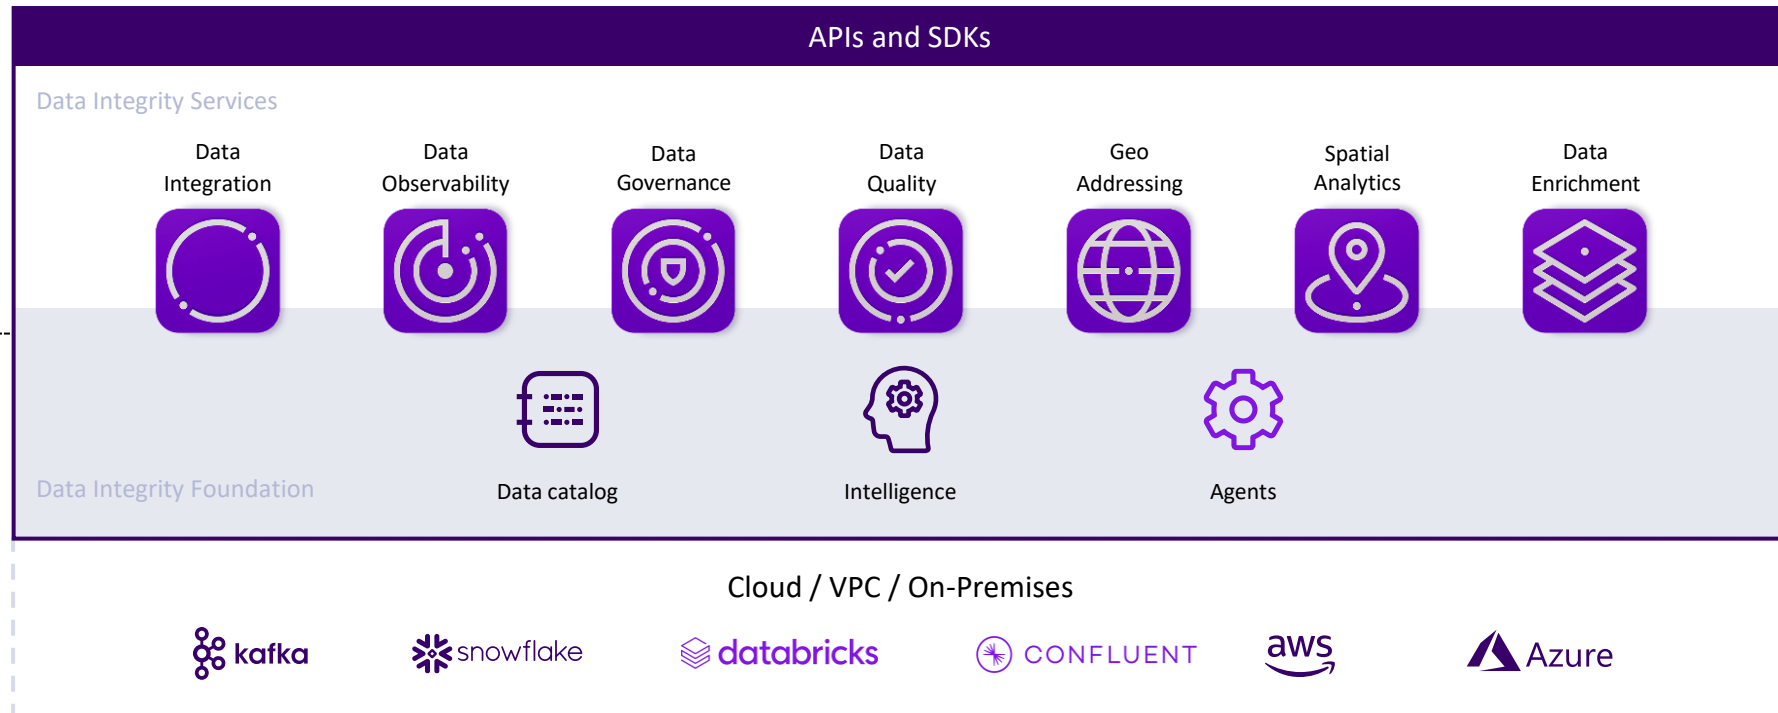 APIs and SDKs
Data Integrity Services
Data
Integration
Data
Observability
Data
Governance
Data
Quality
Geo
Addressing
Spatial
Analytics
Data
Enrichment
Data Integrity Foundation
Data catalog
Intelligence
Agents
Cloud / VPC / On-Premises
kafka
snowflake
databricks
CONFLUENT
aws
Azure